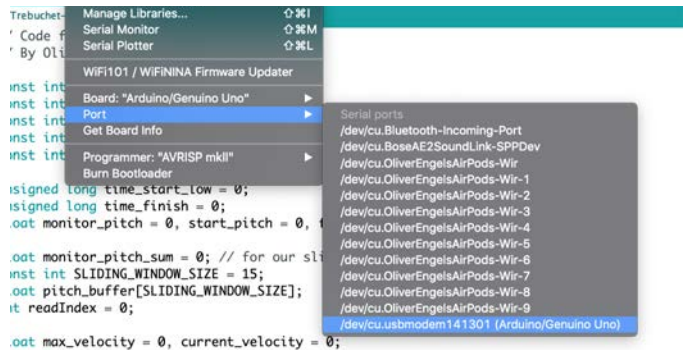 Trebuchet-
Manage Libraries... ⇧⌘I
Serial Monitor ⇧⌘M
Serial Plotter ⇧⌘L
WiFi101 / WiFiNINA Firmware Updater
Board: "Arduino/Genuino Uno"
Port
Get Board Info
Programmer: "AVRISP mkII"
Burn Bootloader
Serial ports
/dev/cu.Bluetooth-Incoming-Port
/dev/cu.BoseAE2SoundLink-SPPDev
/dev/cu.OliverEngelsAirPods-Wir
/dev/cu.OliverEngelsAirPods-Wir-1
/dev/cu.OliverEngelsAirPods-Wir-2
/dev/cu.OliverEngelsAirPods-Wir-3
/dev/cu.OliverEngelsAirPods-Wir-4
/dev/cu.OliverEngelsAirPods-Wir-5
/dev/cu.OliverEngelsAirPods-Wir-6
/dev/cu.OliverEngelsAirPods-Wir-7
/dev/cu.OliverEngelsAirPods-Wir-8
/dev/cu.OliverEngelsAirPods-Wir-9
/dev/cu.usbmodem141301 (Arduino/Genuino Uno)
Code f
By Oli
nst int
nst int
nst int
nst int
nst int
signed long time_start_low = 0;
signed long time_finish = 0;
oat monitor_pitch = 0, start_pitch = 0, f
oat monitor_pitch_sum = 0; // for our sli
nst int SLIDING_WINDOW_SIZE = 15;
oat pitch_buffer[SLIDING_WINDOW_SIZE];
t readIndex = 0;
oat max_velocity = 0, current_velocity = 0;